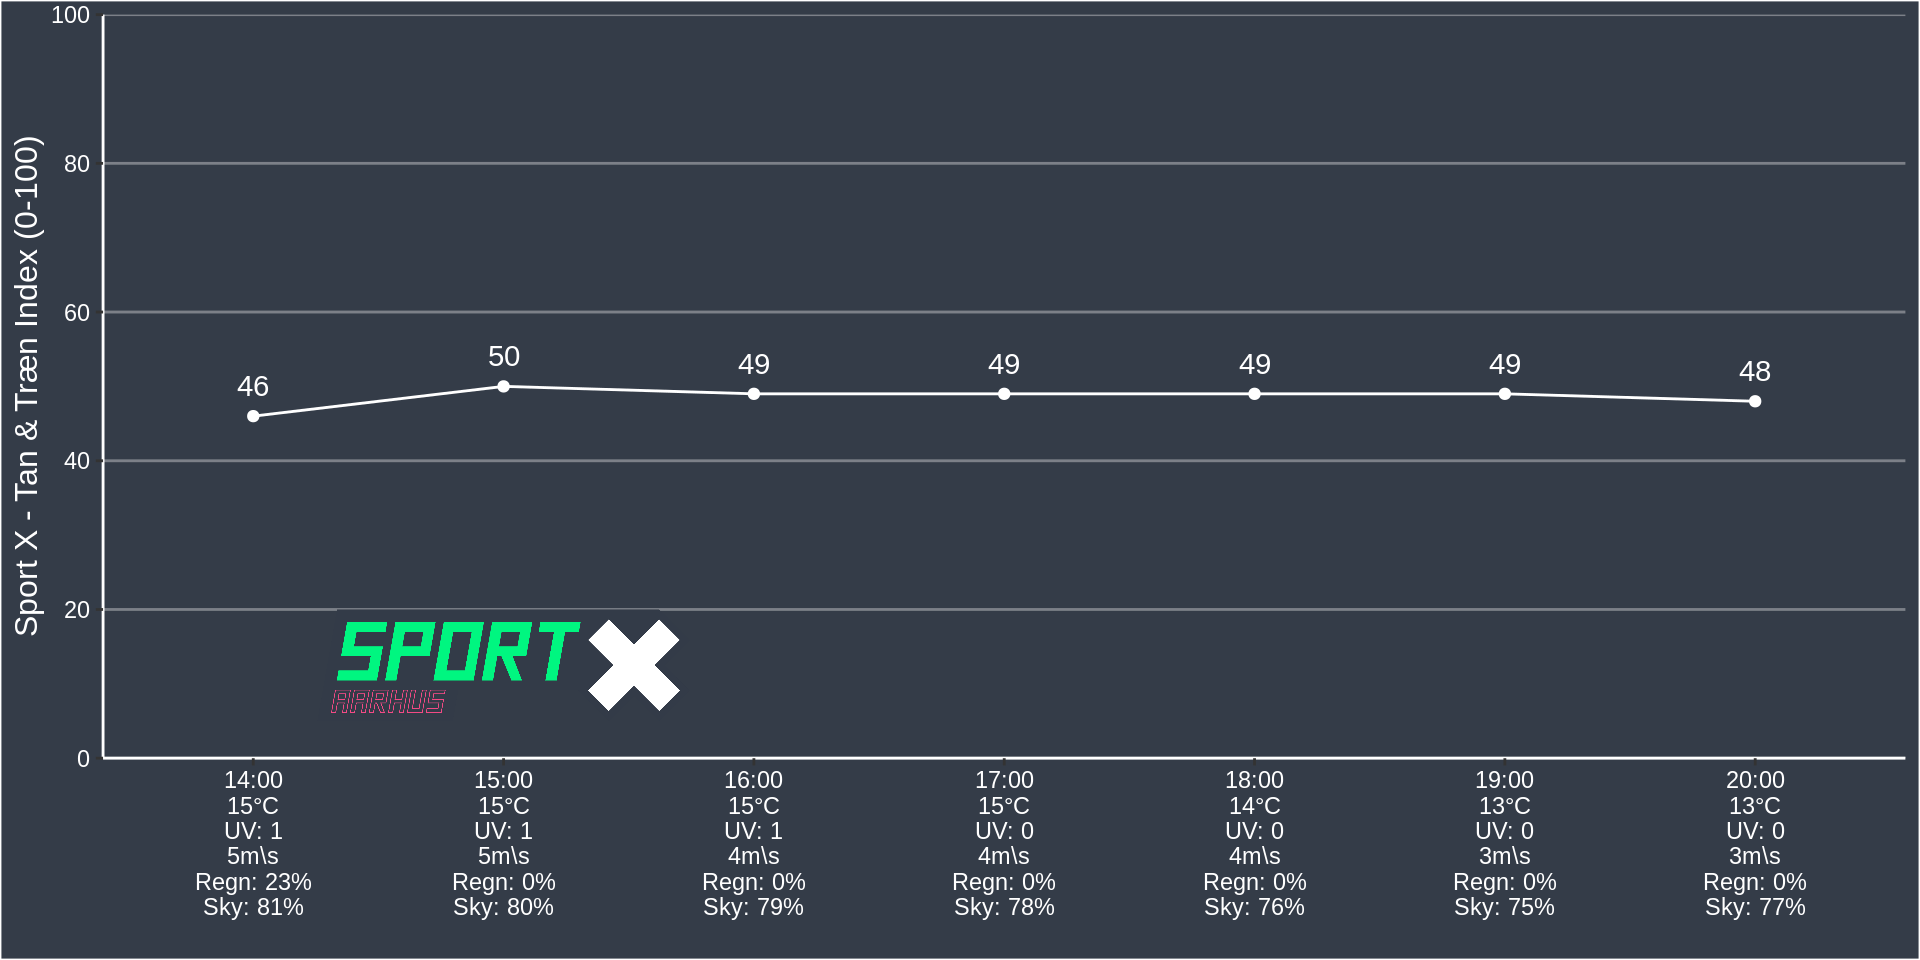 Sport X - Tan & Træn Index (0-100)
100
80
60
40
20
0
46
50
49
49
49
49
48
SPORT X
AARHUS
14:00 15:00 16:00 17:00 18:00 19:00 20:00
15°C 15°C 15°C 15°C 14°C 13°C 13°C
UV: 1 UV: 1 UV: 1 UV: 0 UV: 0 UV: 0 UV: 0
5m\s 5m\s 4m\s 4m\s 4m\s 3m\s 3m\s
Regn: 23% Regn: 0% Regn: 0% Regn: 0% Regn: 0% Regn: 0% Regn: 0%
Sky: 81% Sky: 80% Sky: 79% Sky: 78% Sky: 76% Sky: 75% Sky: 77%